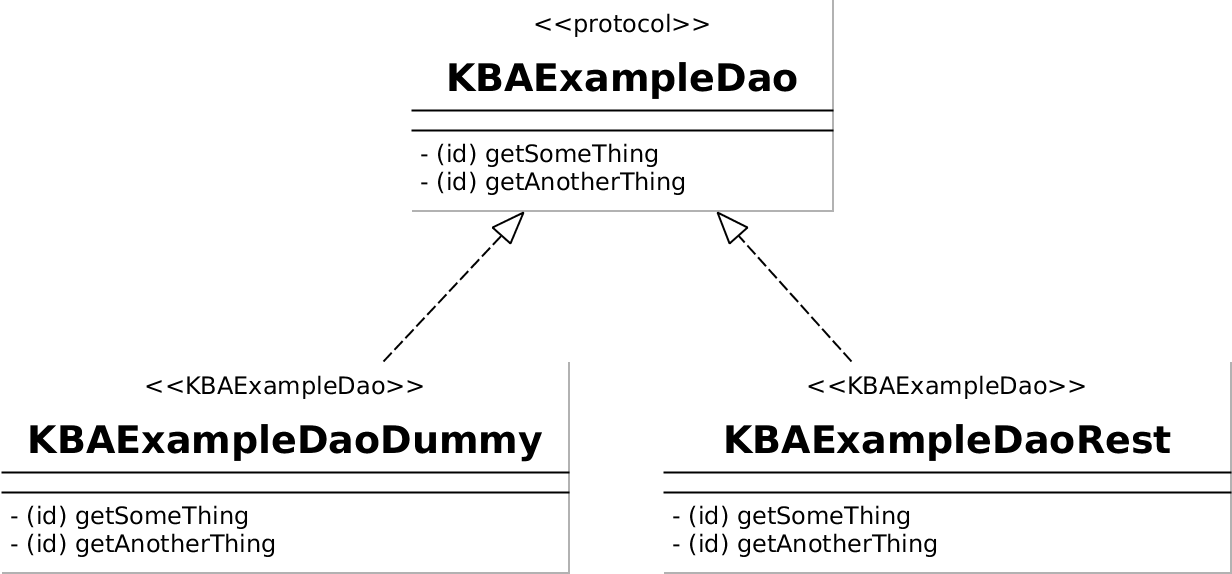 <<protocol>>
KBAExampleDao
- (id) getSomeThing
- (id) getAnotherThing
<<KBAExampleDao>>
KBAExampleDaoDummy
- (id) getSomeThing
- (id) getAnotherThing
<<KBAExampleDao>>
KBAExampleDaoRest
- (id) getSomeThing
- (id) getAnotherThing